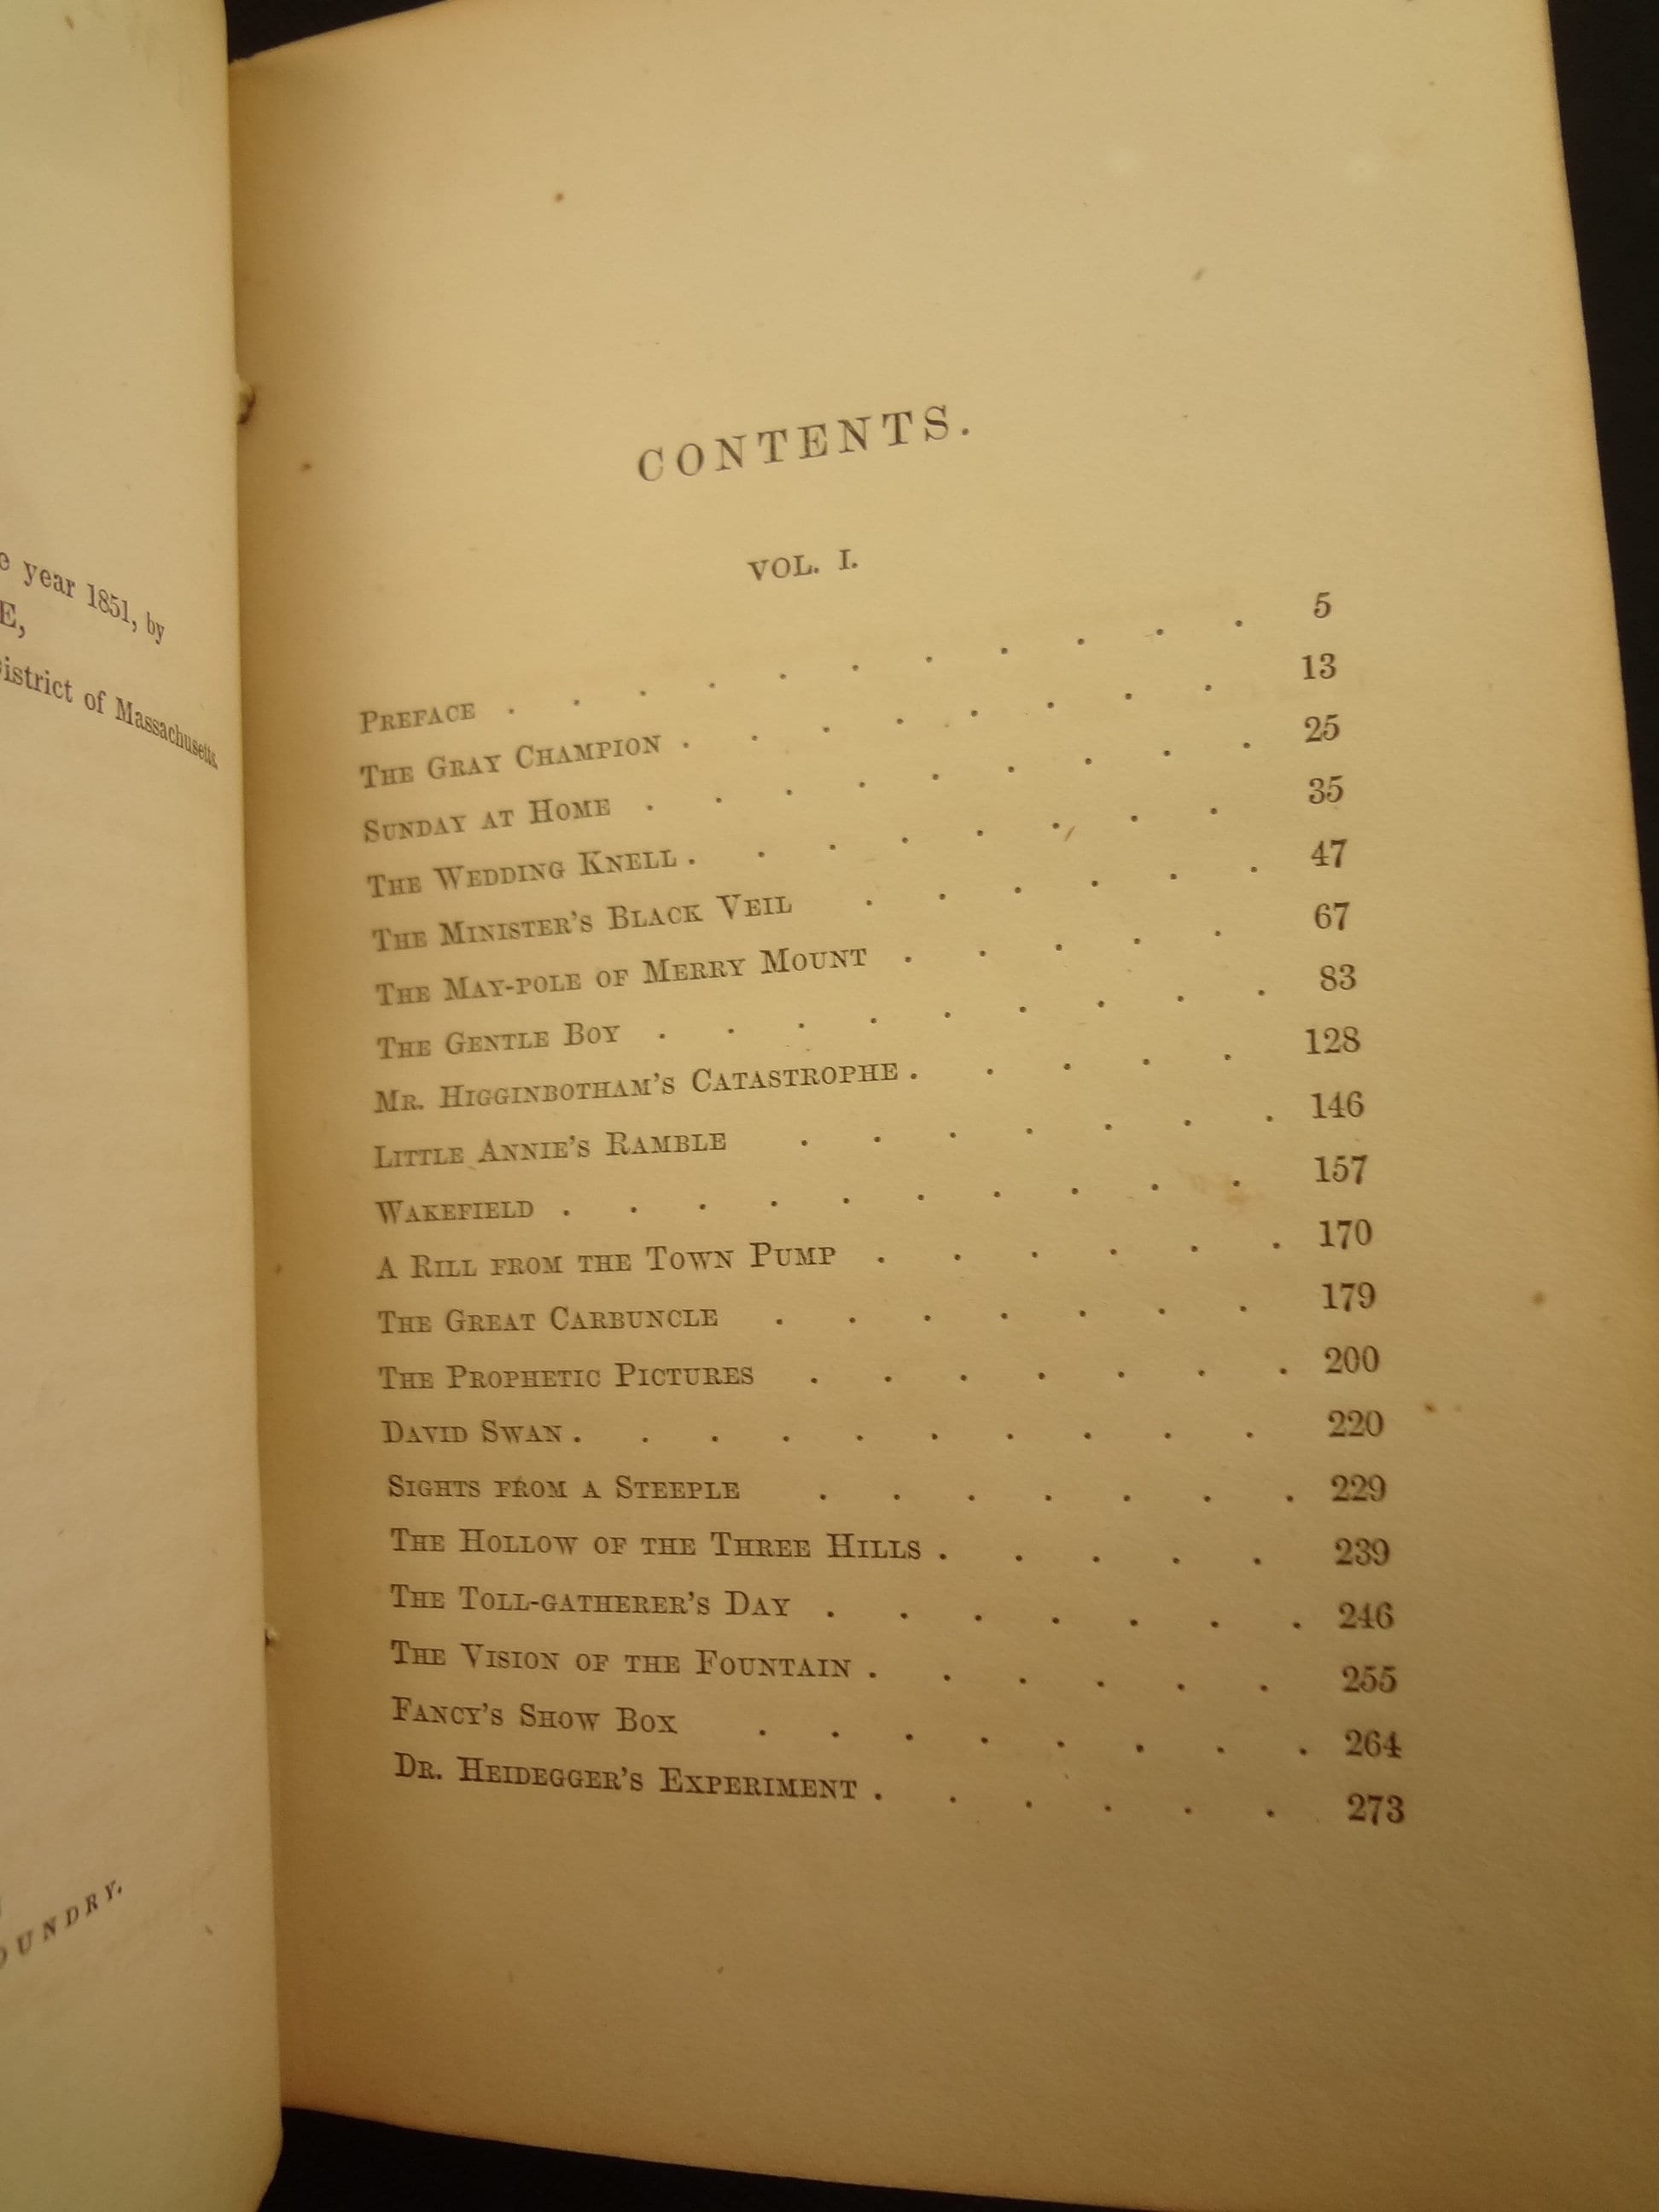 e year 1851, by
E,
District of Massachusetts.
OUNDRY.
CONTENTS.
VOL. I.
PREFACE . . . . . . . . . . . 5
THE GRAY CHAMPION . . . . . . . . 13
SUNDAY AT HOME . . . . . . . . . 25
THE WEDDING KNELL . . . . . . . . 35
THE MINISTER'S BLACK VEIL . . . . . . 47
THE MAY-POLE OF MERRY MOUNT . . . . . 67
THE GENTLE BOY . . . . . . . . . 83
MR. HIGGINBOTHAM'S CATASTROPHE . . . . . 128
LITTLE ANNIE'S RAMBLE . . . . . . . 146
WAKEFIELD . . . . . . . . . . 157
A RILL FROM THE TOWN PUMP . . . . . . 170
THE GREAT CARBUNCLE . . . . . . . 179
THE PROPHETIC PICTURES . . . . . . . 200
DAVID SWAN . . . . . . . . . . 220
SIGHTS FROM A STEEPLE . . . . . . . 229
THE HOLLOW OF THE THREE HILLS . . . . . 239
THE TOLL-GATHERER'S DAY . . . . . . . 246
THE VISION OF THE FOUNTAIN . . . . . . 255
FANCY'S SHOW BOX . . . . . . . . 264
DR. HEIDEGGER'S EXPERIMENT . . . . . . 273